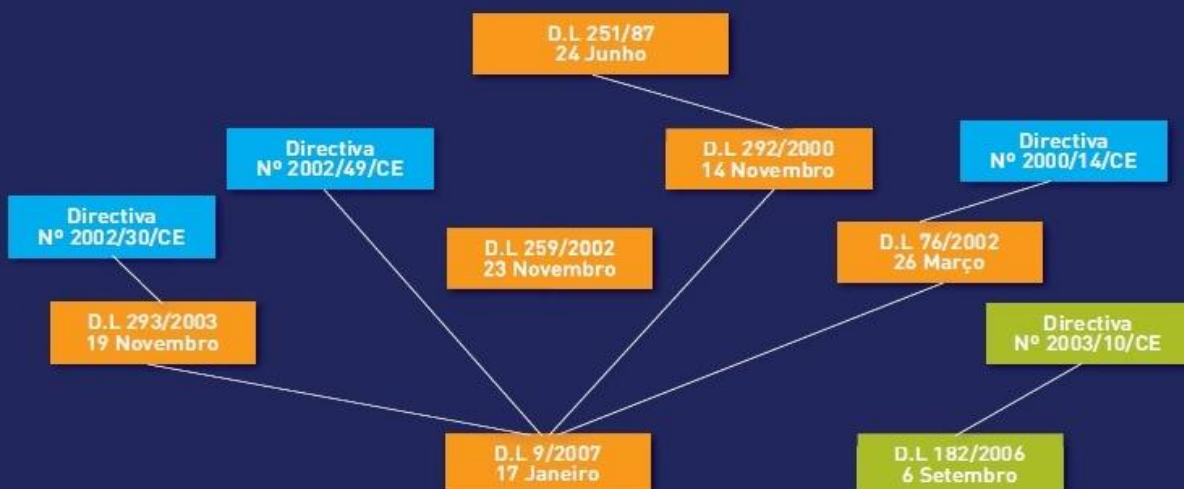 D.L 251/87
24 Junho
Directiva
Nº 2002/49/CE
D.L 292/2000
14 Novembro
Directiva
Nº 2000/14/CE
Directiva
Nº 2002/30/CE
D.L 259/2002
23 Novembro
D.L 76/2002
26 Março
D.L 293/2003
19 Novembro
Directiva
Nº 2003/10/CE
D.L 9/2007
17 Janeiro
D.L 182/2006
6 Setembro